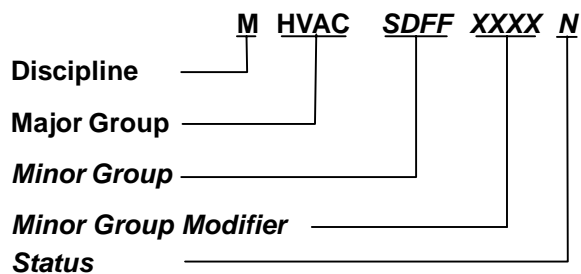 M HVAC SDFF XXXX N
Discipline
Major Group
Minor Group
Minor Group Modifier
Status